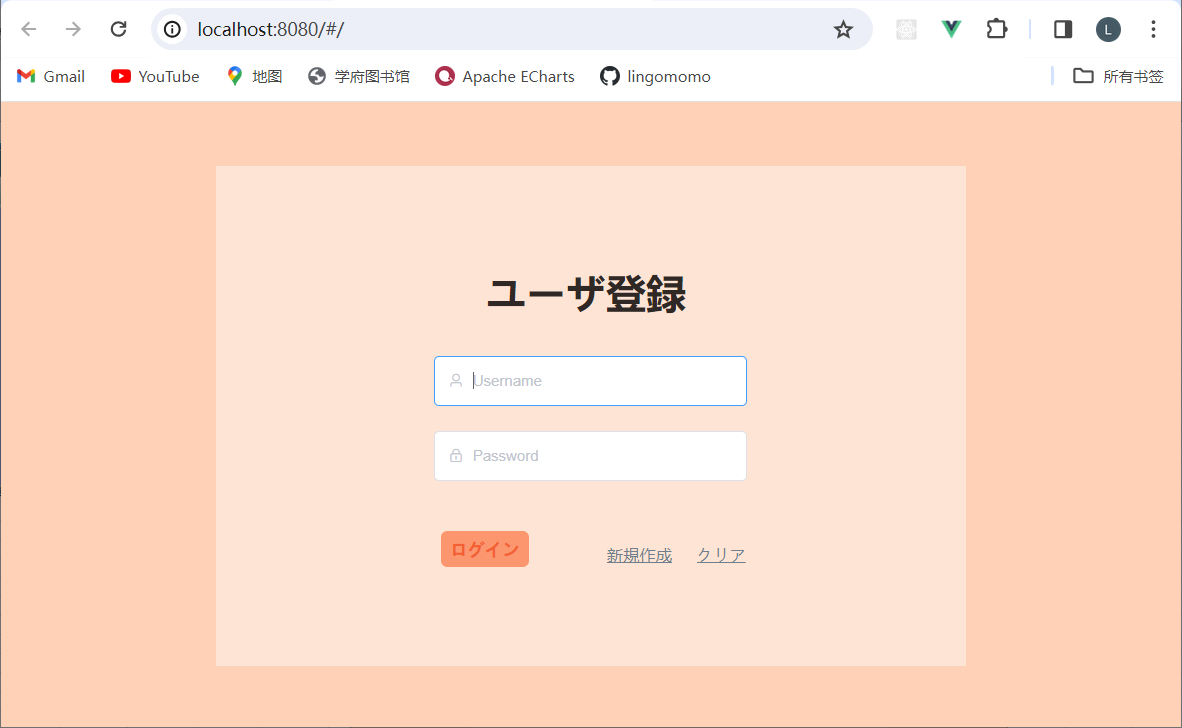 localhost:8080/#/
L
Gmail YouTube 地图 学府图书馆 Apache ECharts lingomomo 所有书签
ユーザ登録
Username
Password
ログイン 新規作成 クリア